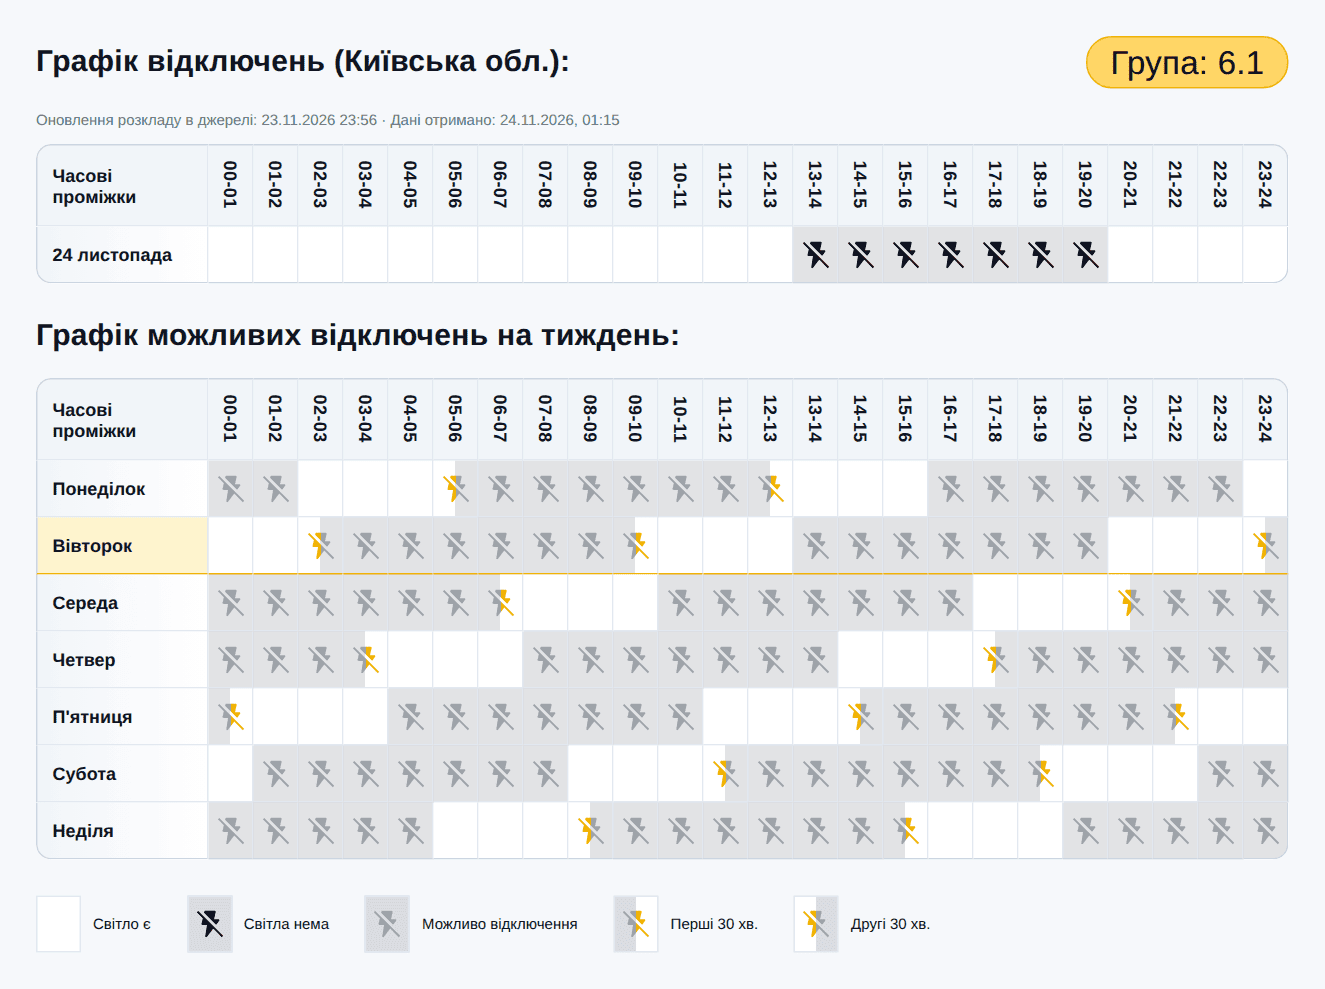 Графік відключень (Київська обл.):
Група: 6.1
Оновлення розкладу в джерелі: 23.11.2026 23:56 · Дані отримано: 24.11.2026, 01:15
Часові проміжки 00-01 01-02 02-03 03-04 04-05 05-06 06-07 07-08 08-09 09-10 10-11 11-12 12-13 13-14 14-15 15-16 16-17 17-18 18-19 19-20 20-21 21-22 22-23 23-24
24 листопада
Графік можливих відключень на тиждень:
Часові проміжки 00-01 01-02 02-03 03-04 04-05 05-06 06-07 07-08 08-09 09-10 10-11 11-12 12-13 13-14 14-15 15-16 16-17 17-18 18-19 19-20 20-21 21-22 22-23 23-24
Понеділок
Вівторок
Середа
Четвер
П'ятниця
Субота
Неділя
Світло є Світла нема Можливо відключення Перші 30 хв. Другі 30 хв.